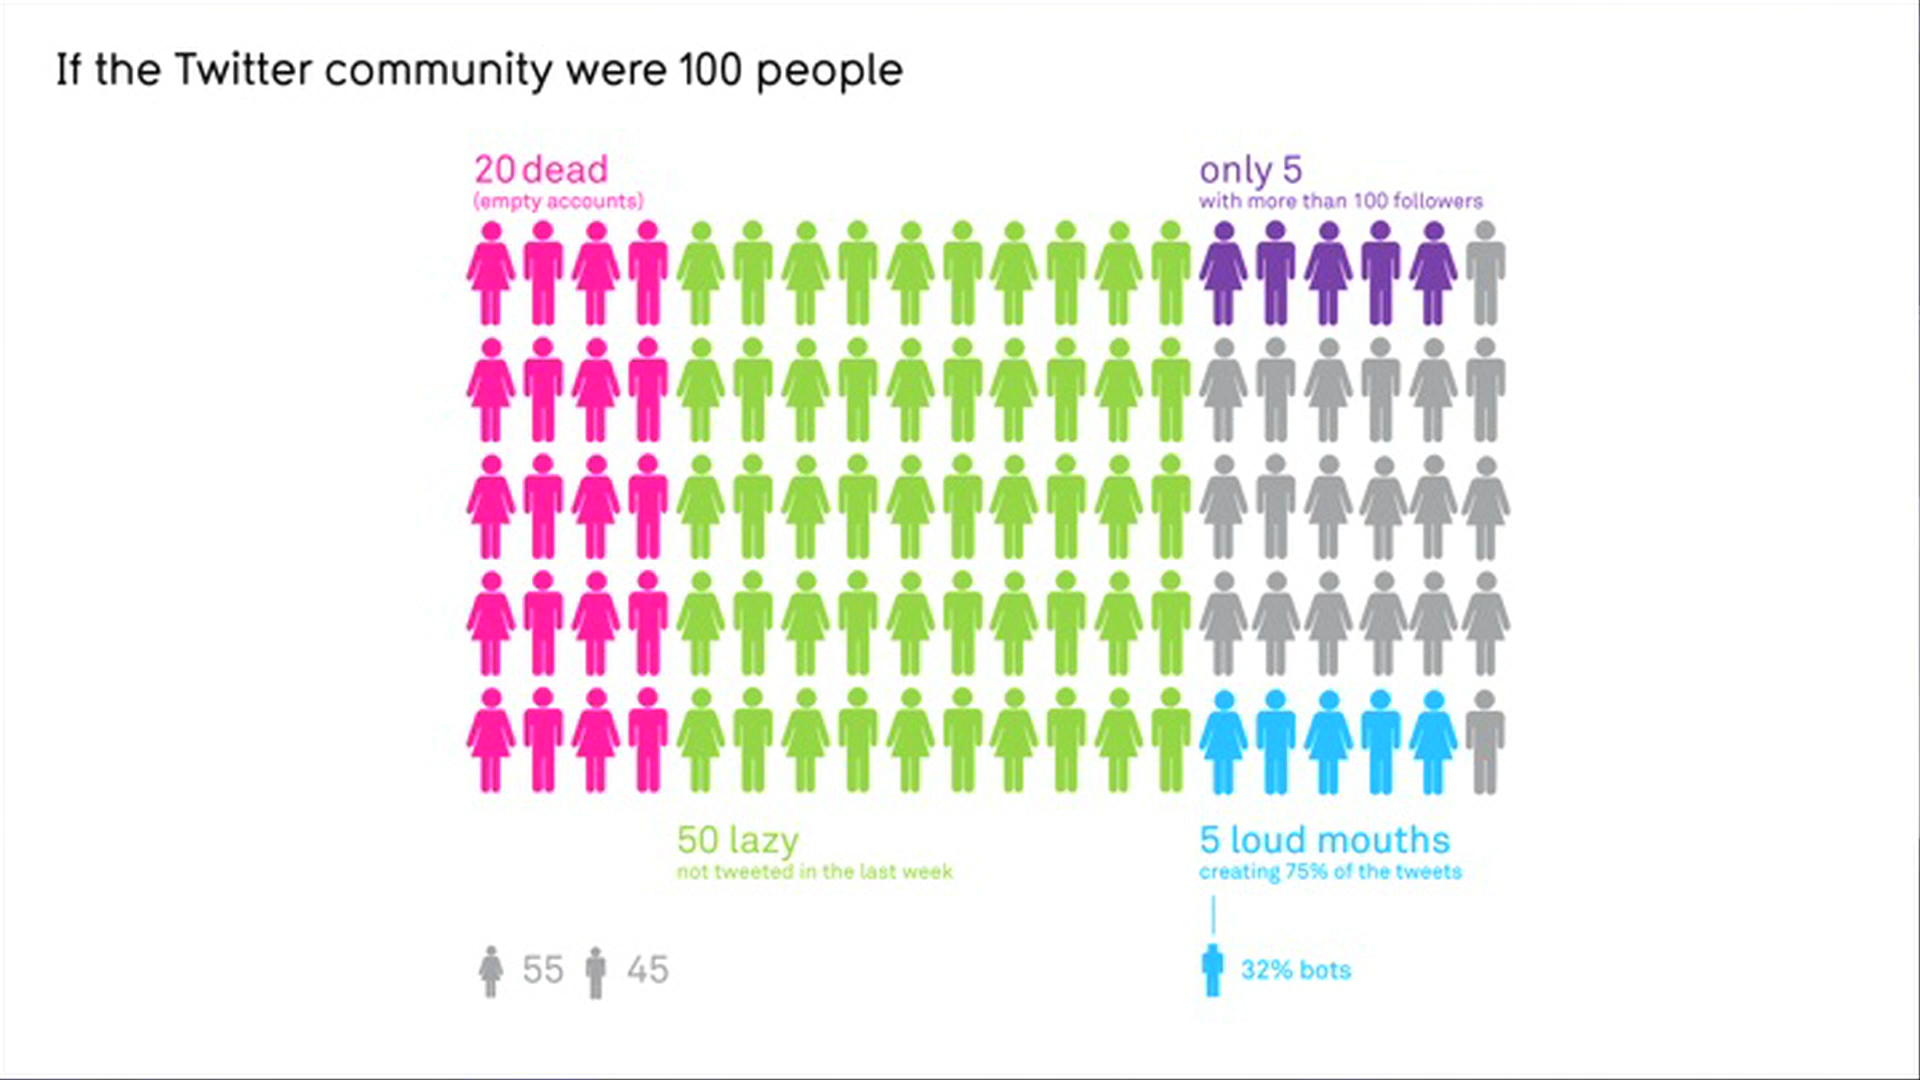 If the Twitter community were 100 people
20 dead
(empty accounts)
only 5
with more than 100 followers
50 lazy
not tweeted in the last week
5 loud mouths
creating 75% of the tweets
55 45
32% bots